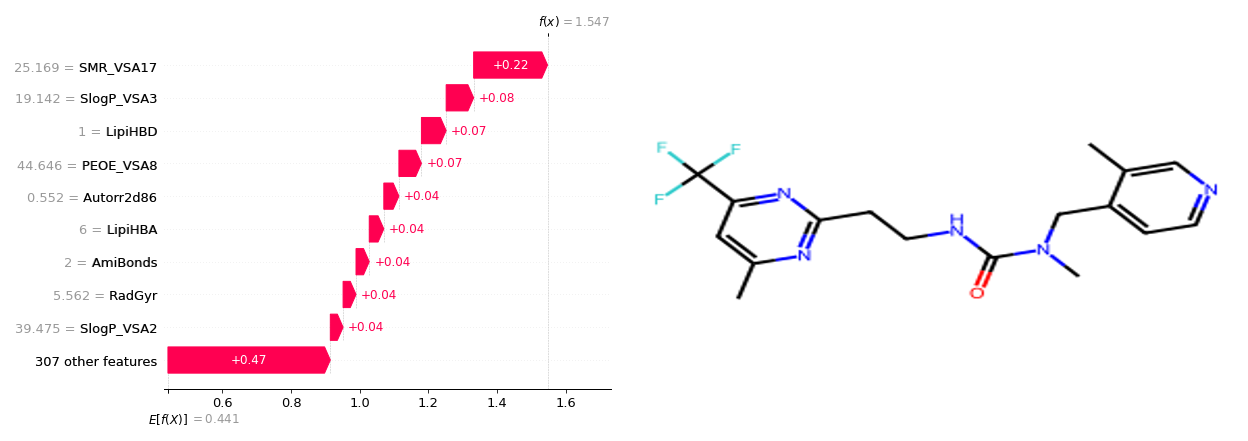 f(x) = 1.547
25.169 = SMR_VSA17
+0.22
19.142 = SlogP_VSA3
+0.08
1 = LipiHBD
+0.07
44.646 = PEOE_VSA8
+0.07
0.552 = Autorr2d86
+0.04
6 = LipiHBA
+0.04
2 = AmiBonds
+0.04
5.562 = RadGyr
+0.04
39.475 = SlogP_VSA2
+0.04
307 other features
+0.47
0.6 0.8 1.0 1.2 1.4 1.6
E[f(X)] = 0.441
F F
F
N
N
H
N
O
N
N